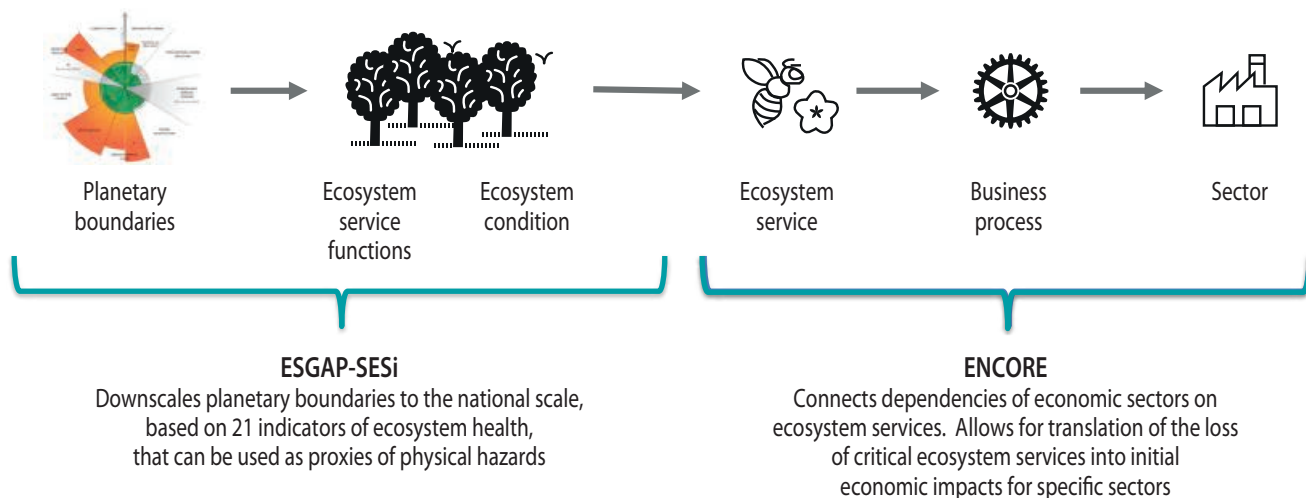 Planetary
boundaries
Ecosystem
service
functions
Ecosystem
condition
Ecosystem
service
Business
process
Sector
ESGAP-SESi
Downscales planetary boundaries to the national scale,
based on 21 indicators of ecosystem health,
that can be used as proxies of physical hazards
ENCORE
Connects dependencies of economic sectors on
ecosystem services. Allows for translation of the loss
of critical ecosystem services into initial
economic impacts for specific sectors